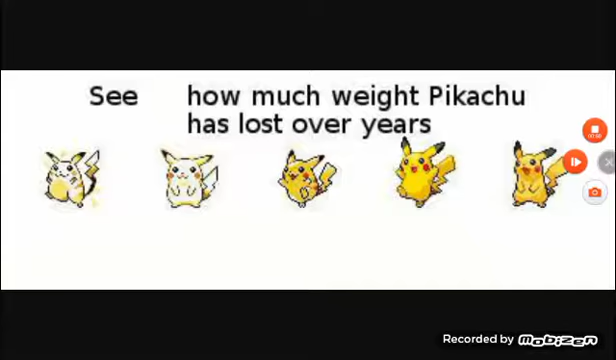 See how much weight Pikachu
has lost over years
Recorded by mobizen